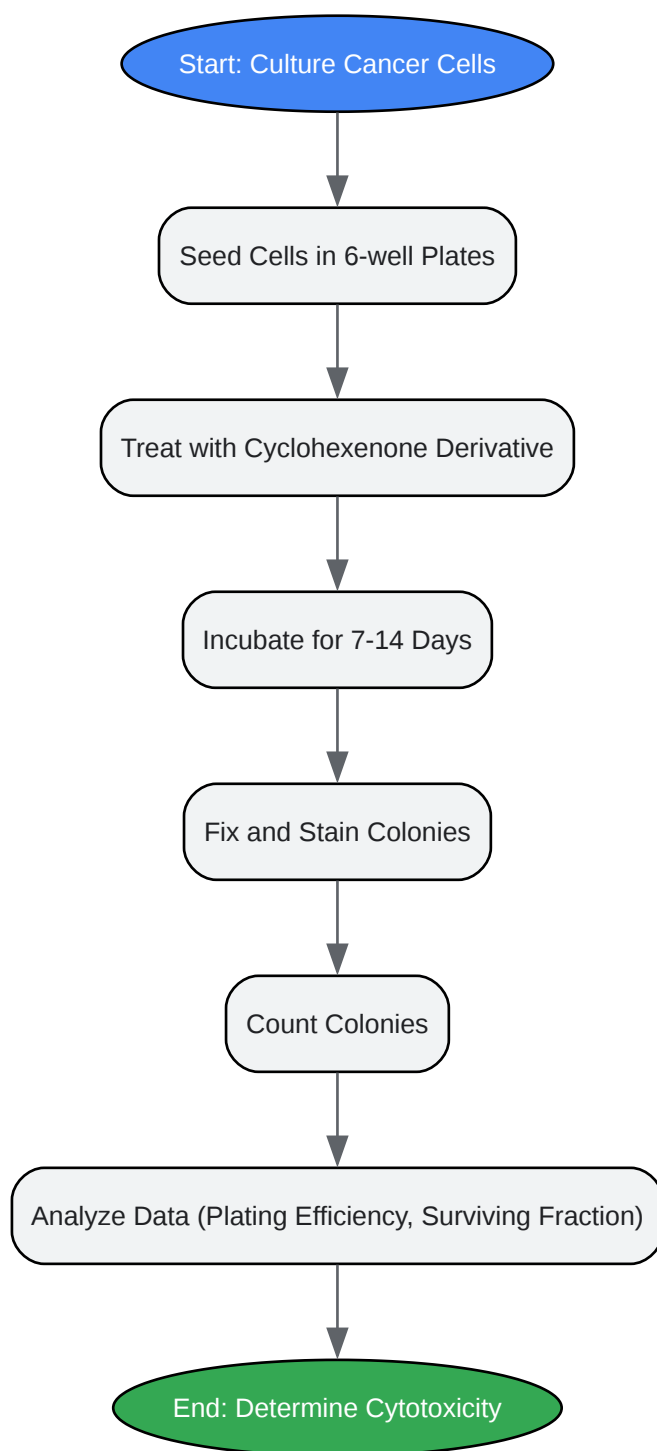 Start: Culture Cancer Cells
Seed Cells in 6-well Plates
Treat with Cyclohexenone Derivative
Incubate for 7-14 Days
Fix and Stain Colonies
Count Colonies
Analyze Data (Plating Efficiency, Surviving Fraction)
End: Determine Cytotoxicity